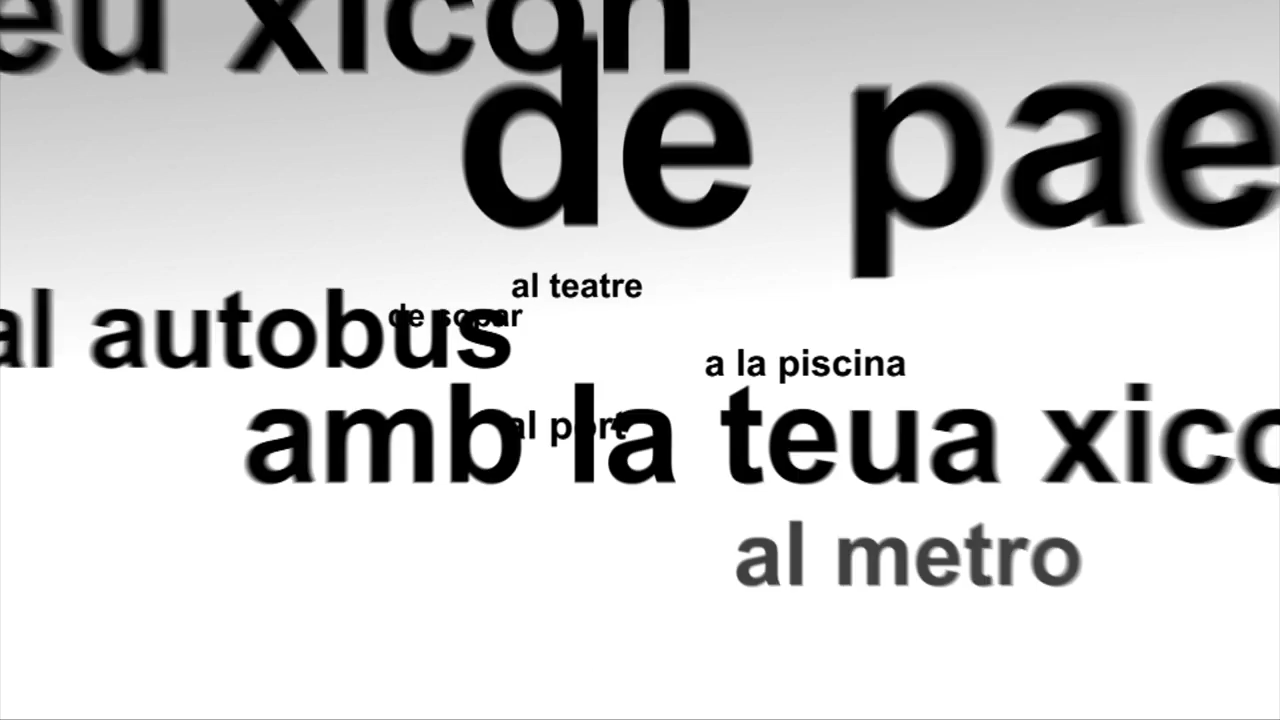 eu xicon
de pae
al teatre
de sopar
al autobus
a la piscina
al port
amb la teua xico
al metro